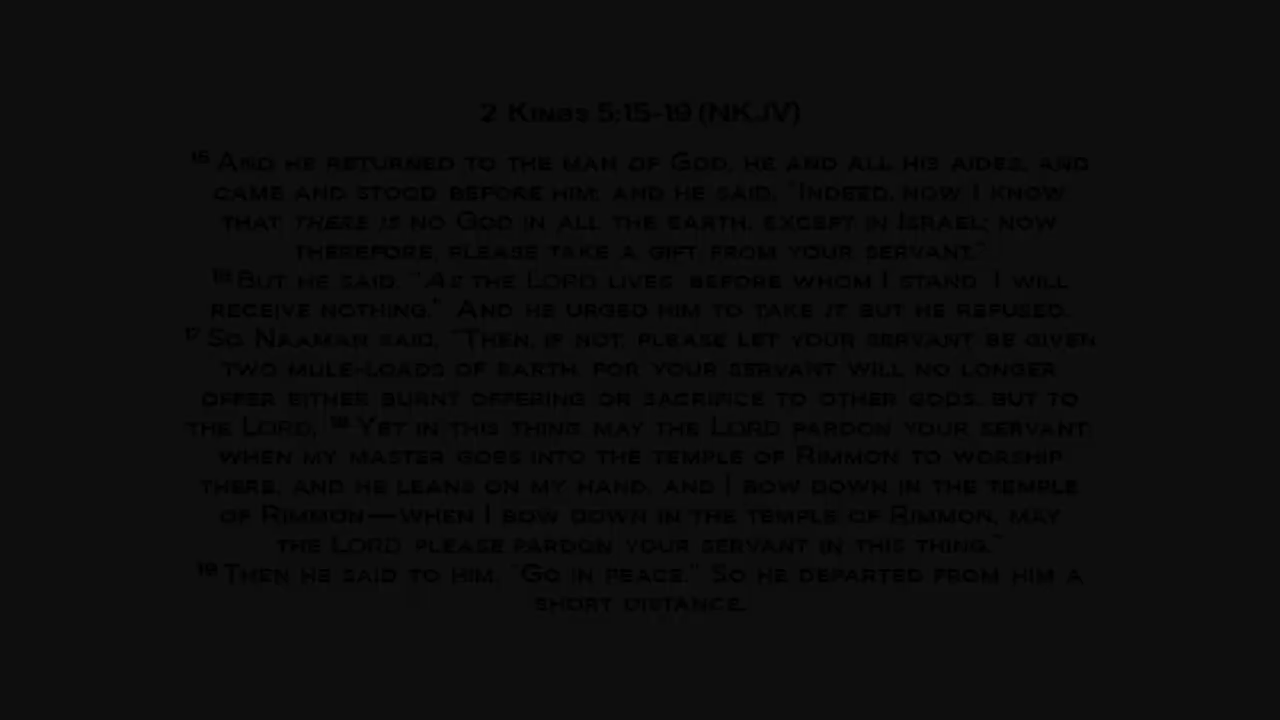 2 Kings 5:15-19 (NKJV)
15 And he returned to the man of God, he and all his aides, and
came and stood before him; and he said, "Indeed, now I know
that there is no God in all the earth, except in Israel; now
therefore, please take a gift from your servant."
16 But he said, "As the Lord lives, before whom I stand, I will
receive nothing." And he urged him to take it, but he refused.
17 So Naaman said, "Then, if not, please let your servant be given
two mule-loads of earth; for your servant will no longer
offer either burnt offering or sacrifice to other gods, but to
the Lord. 18 Yet in this thing may the Lord pardon your servant:
when my master goes into the temple of Rimmon to worship
there, and he leans on my hand, and I bow down in the temple
of Rimmon—when I bow down in the temple of Rimmon, may
the Lord please pardon your servant in this thing."
19 Then he said to him, "Go in peace." So he departed from him a
short distance.